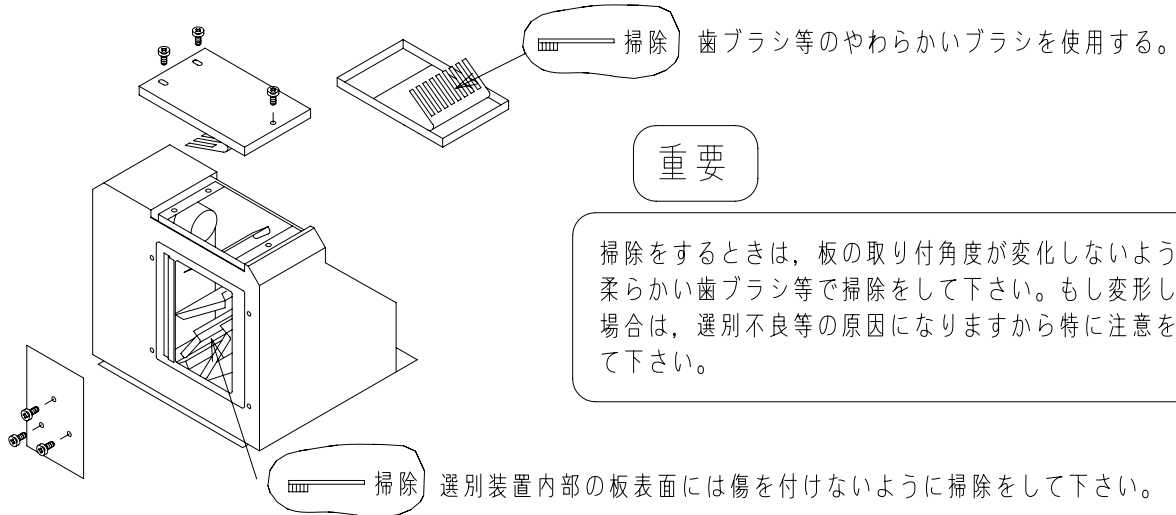 掃除 歯ブラシ等のやわらかいブラシを使用する。
重要
掃除をするときは，板の取り付角度が変化しないよう
柔らかい歯ブラシ等で掃除をして下さい。もし変形し
場合は，選別不良等の原因になりますから特に注意を
て下さい。
掃除 選別装置内部の板表面には傷を付けないように掃除をして下さい。